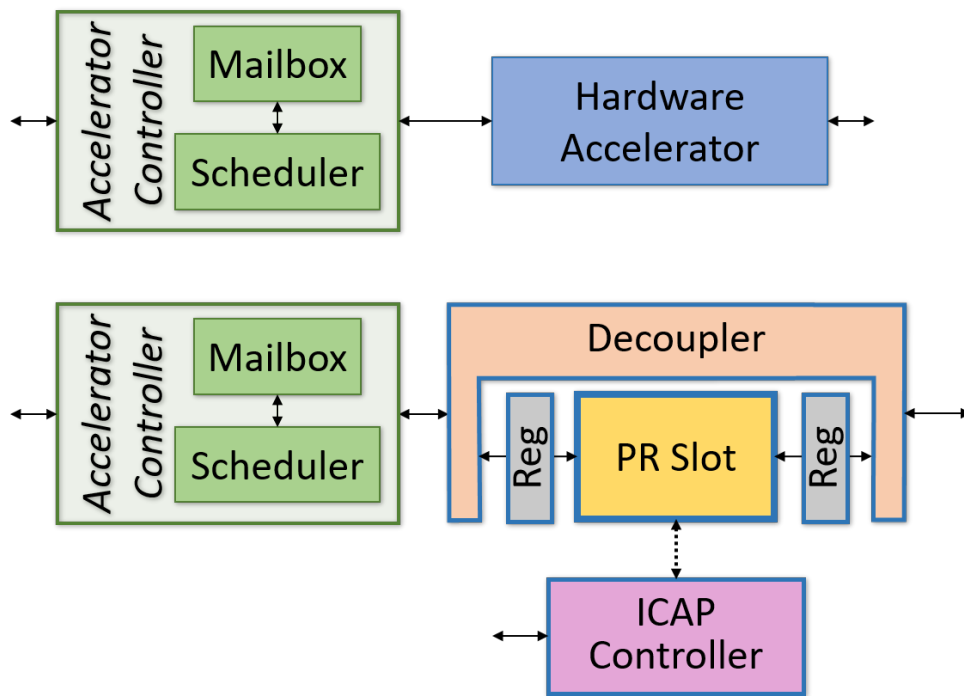 Accelerator
Controller
Mailbox
Scheduler
Hardware
Accelerator
Accelerator
Controller
Mailbox
Scheduler
Decoupler
Reg
PR Slot
Reg
ICAP
Controller